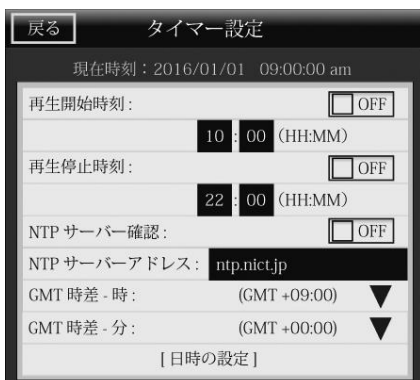 戻る タイマー設定
現在時刻：2016/01/01 09:00:00 am
再生開始時刻： OFF
10 : 00 (HH:MM)
再生停止時刻： OFF
22 : 00 (HH:MM)
NTP サーバー確認： OFF
NTP サーバーアドレス： ntp.nict.jp
GMT 時差 - 時： (GMT +09:00) ▼
GMT 時差 - 分： (GMT +00:00) ▼
[ 日時の設定 ]